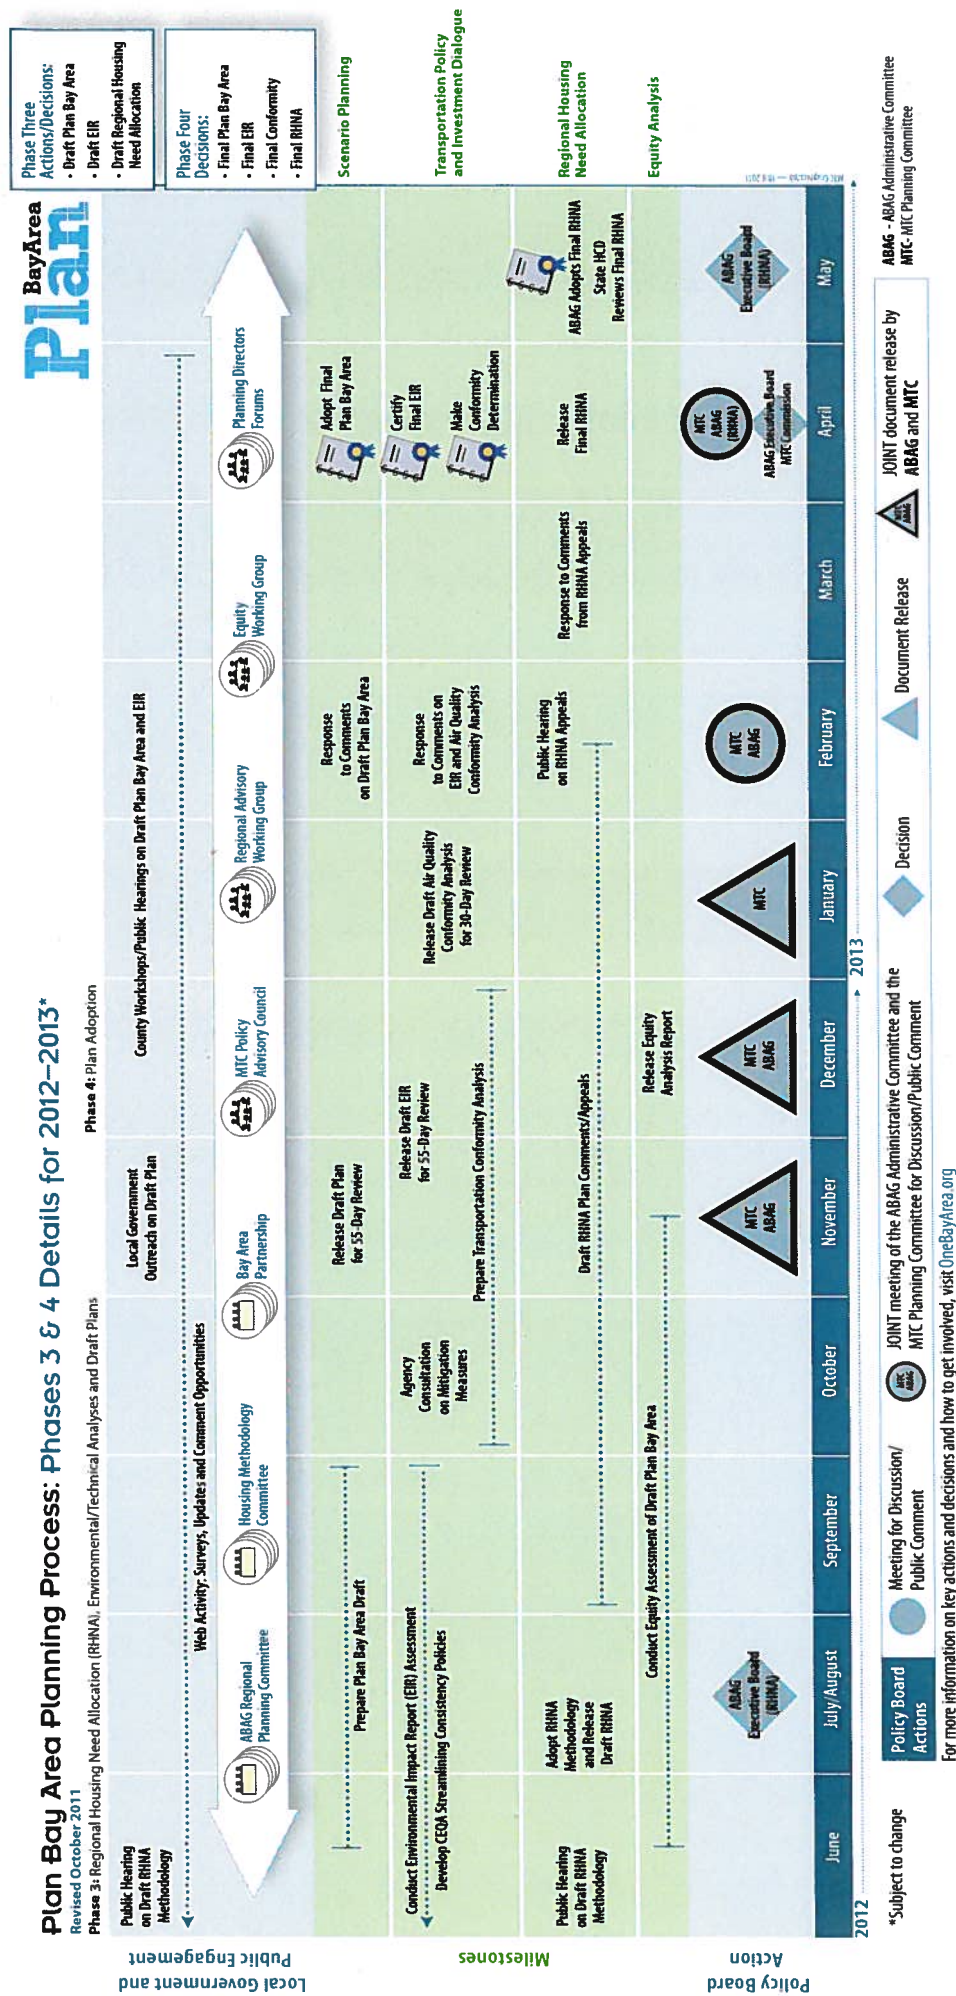 Plan Bay Area Planning Process: Phases 3 & 4 Details for 2012–2013*
Revised October 2011
Phase 3: Regional Housing Need Allocation (RHNA), Environmental/Technical Analyses and Draft Plans
Phase 4: Plan Adoption
BayArea
Plan
Phase Three
Actions/Decisions:
• Draft Plan Bay Area
• Draft EIR
• Draft Regional Housing
Need Allocation
Phase Four
Decisions:
• Final Plan Bay Area
• Final EIR
• Final Conformity
• Final RHNA
Local Government and
Public Engagement
Public Hearing
on Draft RHNA
Methodology
Local Government
Outreach on Draft Plan
County Workshops/Public Hearings on Draft Plan Bay Area and EIR
Web Activity: Surveys, Updates and Comment Opportunities
ABAG Regional
Planning Committee
Housing Methodology
Committee
Bay Area
Partnership
MTC Policy
Advisory Council
Regional Advisory
Working Group
Equity
Working Group
Planning Directors
Forums
Milestones
Scenario Planning
Prepare Plan Bay Area Draft
Release Draft Plan
for 55-Day Review
Response
to Comments
on Draft Plan Bay Area
Adopt Final
Plan Bay Area
Transportation Policy
and Investment Dialogue
Conduct Environmental Impact Report (EIR) Assessment
Develop CEQA Streamlining Consistency Policies
Agency
Consultation
on Mitigation
Measures
Release Draft EIR
for 55-Day Review
Prepare Transportation Conformity Analysis
Release Draft Air Quality
Conformity Analysis
for 30-Day Review
Response
to Comments on
EIR and Air Quality
Conformity Analysis
Certify
Final EIR
Make
Conformity
Determination
Regional Housing
Need Allocation
Public Hearing
on Draft RHNA
Methodology
Adopt RHNA
Methodology
and Release
Draft RHNA
Draft RHNA Plan Comments/Appeals
Public Hearing
on RHNA Appeals
Response to Comments
from RHNA Appeals
Release
Final RHNA
ABAG Adopts Final RHNA
State HCD
Reviews Final RHNA
Equity Analysis
Conduct Equity Assessment of Draft Plan Bay Area
Release Equity
Analysis Report
Policy Board
Action
ABAG
Executive Board
(RHNA)
MTC
ABAG
MTC
ABAG
MTC
MTC
ABAG
MTC
ABAG
(RHNA)
ABAG Executive Board
MTC Commission
ABAG
Executive Board
(RHNA)
June
July/August
September
October
November
December
January
February
March
April
May
2012
2013
*Subject to change
Policy Board
Actions
Meeting for Discussion/
Public Comment
MTC
ABAG
JOINT meeting of the ABAG Administrative Committee and the
MTC Planning Committee for Discussion/Public Comment
Decision
Document Release
MTC
ABAG
JOINT document release by
ABAG and MTC
ABAG - ABAG Administrative Committee
MTC- MTC Planning Committee
For more information on key actions and decisions and how to get involved, visit OneBayArea.org